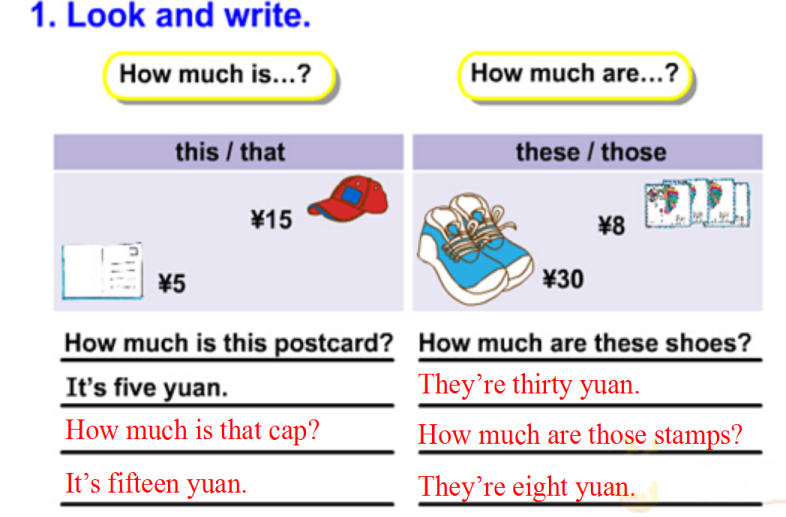 1. Look and write.
How much is...?
How much are...?
this / that
these / those
¥15
¥5
¥8
¥30
How much is this postcard?
It's five yuan.
How much is that cap?
It's fifteen yuan.
How much are these shoes?
They're thirty yuan.
How much are those stamps?
They're eight yuan.